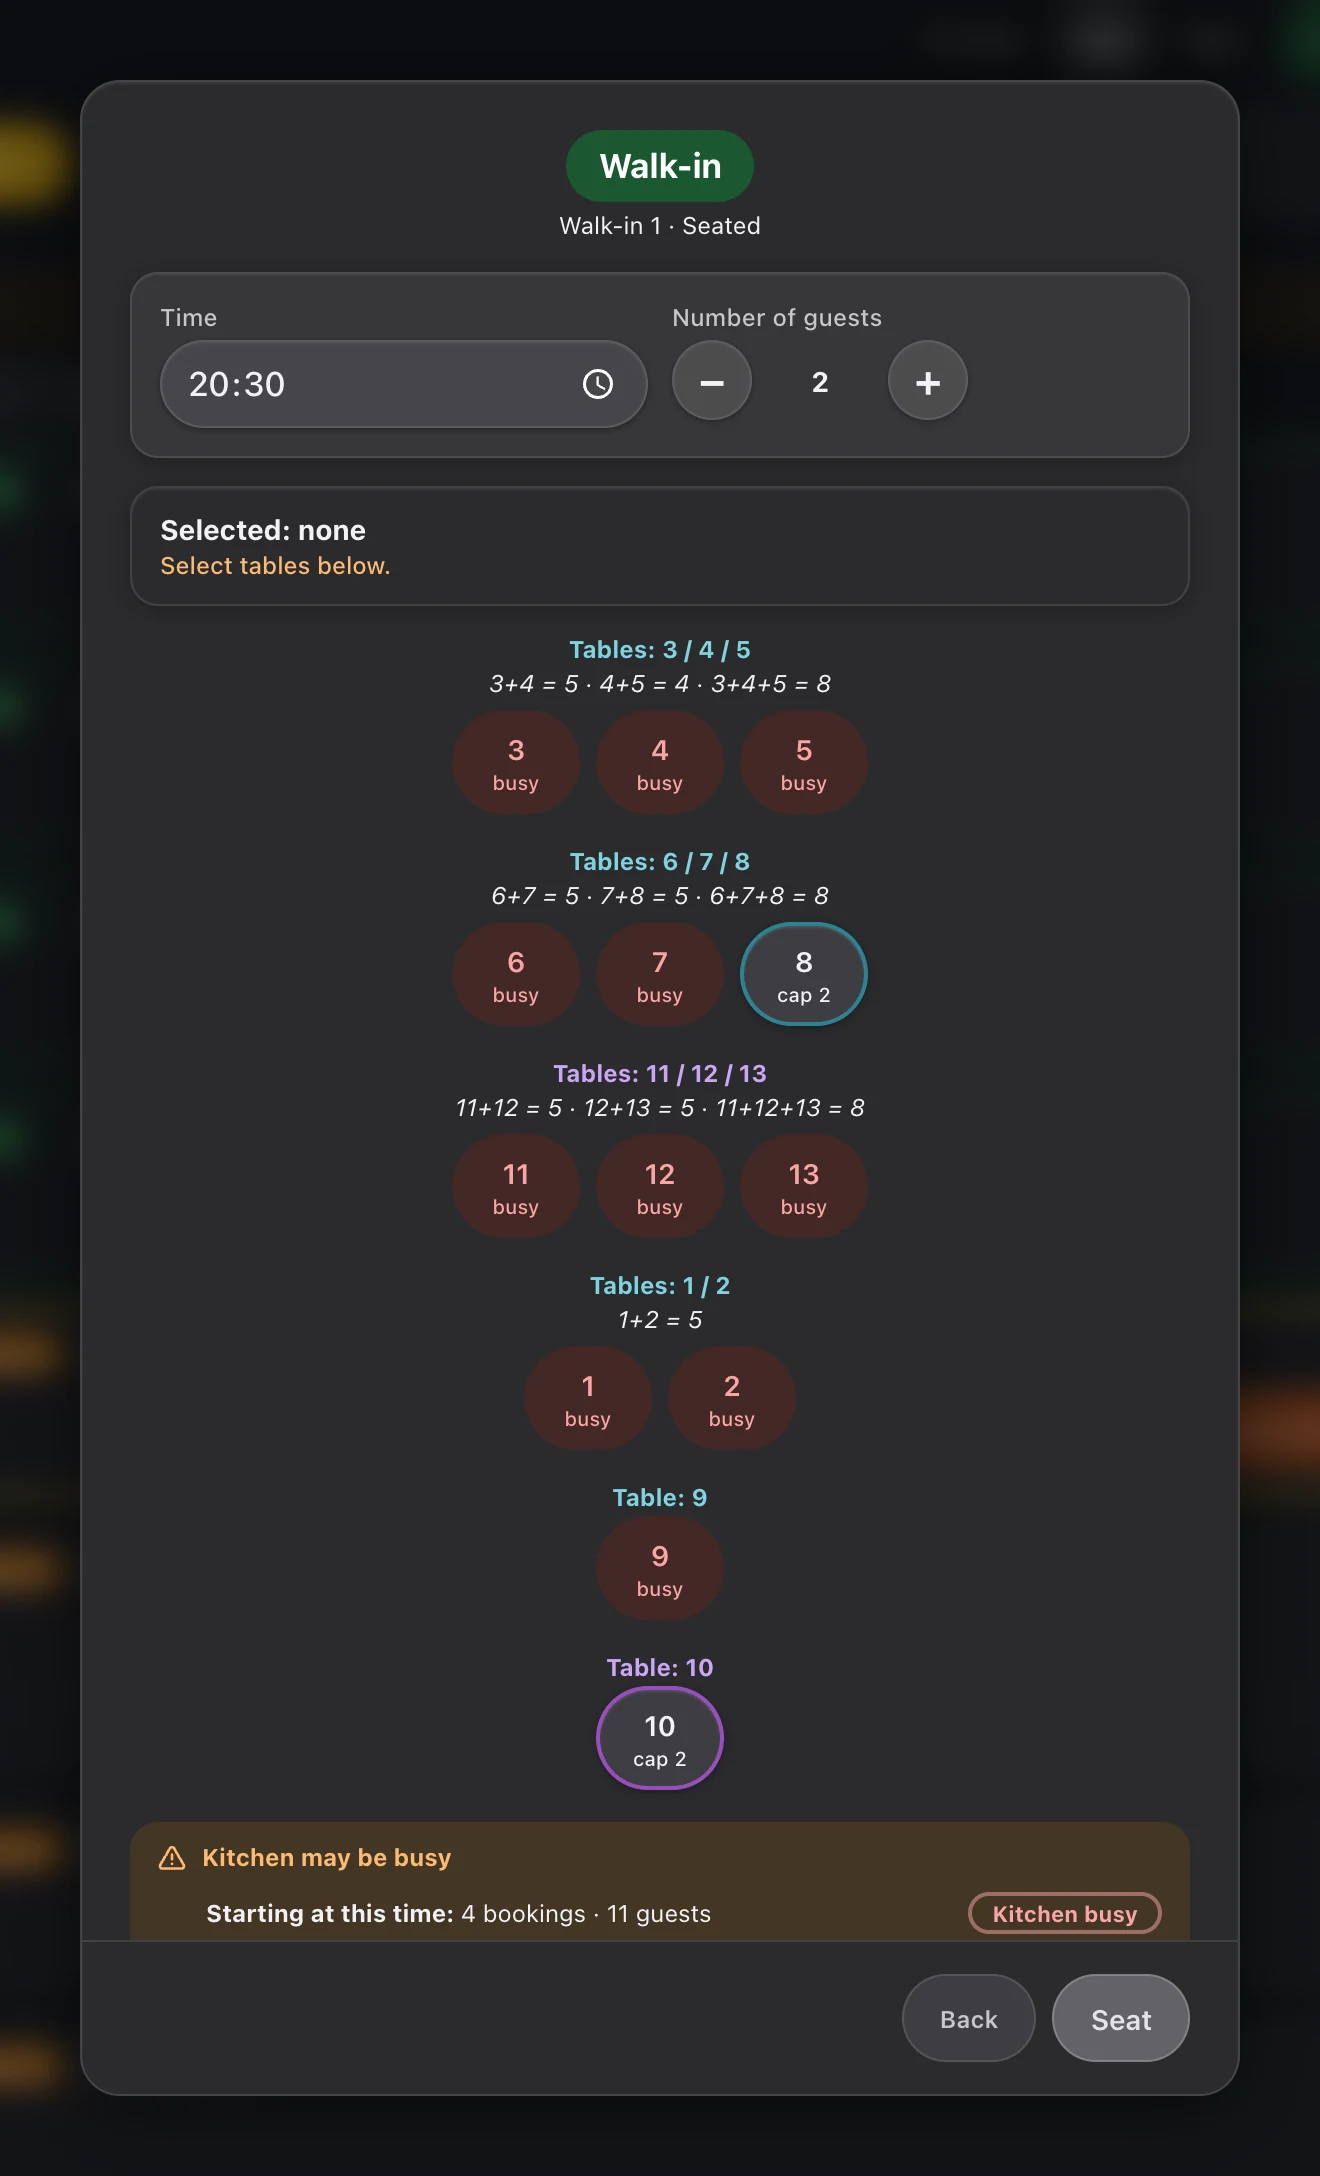 Walk-in
Walk-in 1 · Seated
Time
Number of guests
20:30
2
Selected: none
Select tables below.
Tables: 3 / 4 / 5
3+4 = 5 · 4+5 = 4 · 3+4+5 = 8
3
busy
4
busy
5
busy
Tables: 6 / 7 / 8
6+7 = 5 · 7+8 = 5 · 6+7+8 = 8
6
busy
7
busy
8
cap 2
Tables: 11 / 12 / 13
11+12 = 5 · 12+13 = 5 · 11+12+13 = 8
11
busy
12
busy
13
busy
Tables: 1 / 2
1+2 = 5
1
busy
2
busy
Table: 9
9
busy
Table: 10
10
cap 2
Kitchen may be busy
Starting at this time: 4 bookings · 11 guests
Kitchen busy
Back
Seat